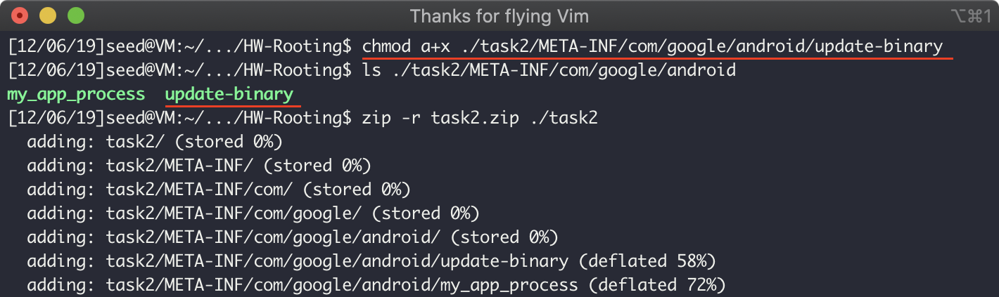 Thanks for flying Vim ⌥⌘1
[12/06/19]seed@VM:~/.../HW-Rooting$ chmod a+x ./task2/META-INF/com/google/android/update-binary
[12/06/19]seed@VM:~/.../HW-Rooting$ ls ./task2/META-INF/com/google/android
my_app_process  update-binary
[12/06/19]seed@VM:~/.../HW-Rooting$ zip -r task2.zip ./task2
  adding: task2/ (stored 0%)
  adding: task2/META-INF/ (stored 0%)
  adding: task2/META-INF/com/ (stored 0%)
  adding: task2/META-INF/com/google/ (stored 0%)
  adding: task2/META-INF/com/google/android/ (stored 0%)
  adding: task2/META-INF/com/google/android/update-binary (deflated 58%)
  adding: task2/META-INF/com/google/android/my_app_process (deflated 72%)